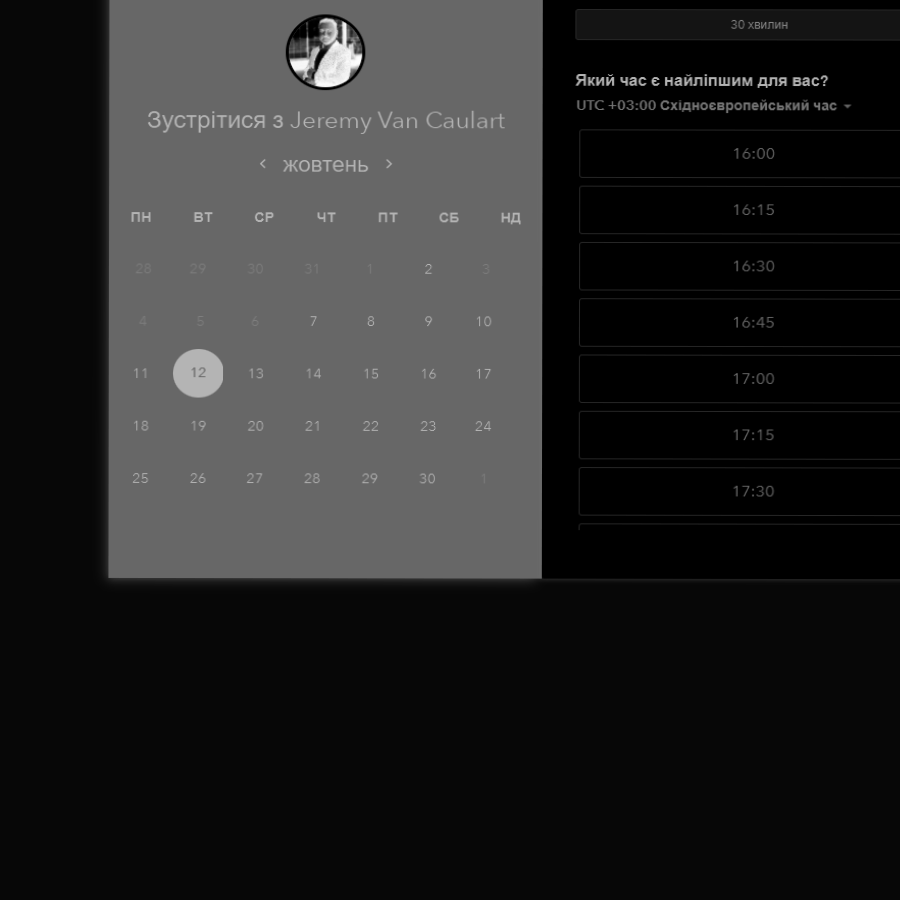 Зустрітися з Jeremy Van Caulart
‹ жовтень ›
ПН ВТ СР ЧТ ПТ СБ НД
28 29 30 31 1 2 3
4 5 6 7 8 9 10
11 12 13 14 15 16 17
18 19 20 21 22 23 24
25 26 27 28 29 30 1
30 хвилин
Який час є найліпшим для вас?
UTC +03:00 Східноєвропейський час
16:00
16:15
16:30
16:45
17:00
17:15
17:30